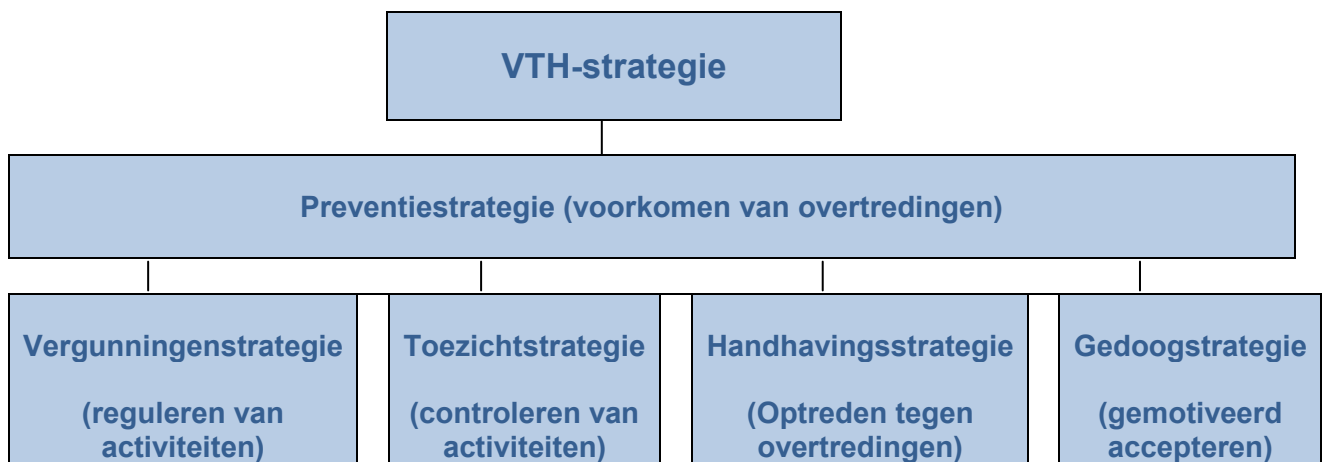 VTH-strategie
Preventiestrategie (voorkomen van overtredingen)
Vergunningenstrategie
(reguleren van
activiteiten)
Toezichtstrategie
(controleren van
activiteiten)
Handhavingsstrategie
(Optreden tegen
overtredingen)
Gedoogstrategie
(gemotiveerd
accepteren)